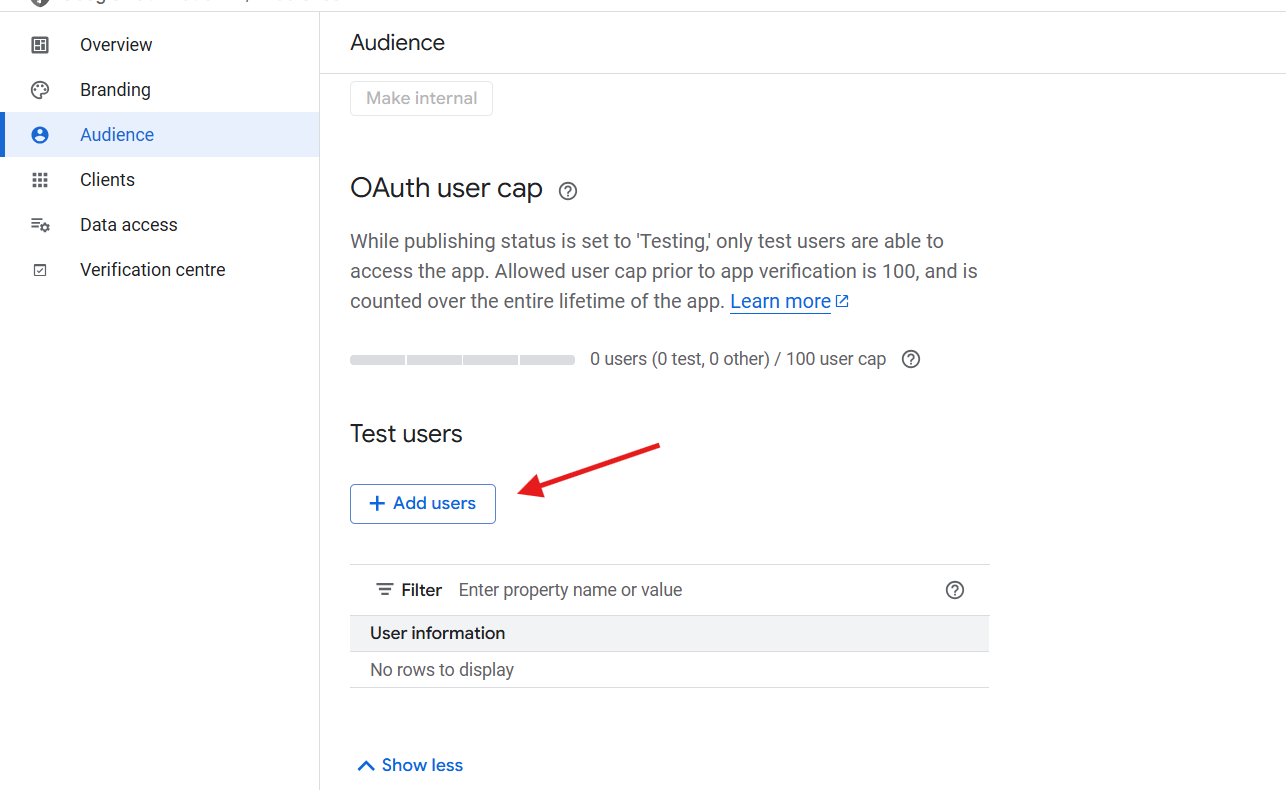 Overview
Audience
Branding
Make internal
Audience
Clients
OAuth user cap
Data access
While publishing status is set to 'Testing,' only test users are able to
Verification centre
access the app. Allowed user cap prior to app verification is 100, and is
counted over the entire lifetime of the app. Learn more
0 users (0 test, 0 other) / 100 user cap
Test users
+ Add users
Filter Enter property name or value
User information
No rows to display
Show less